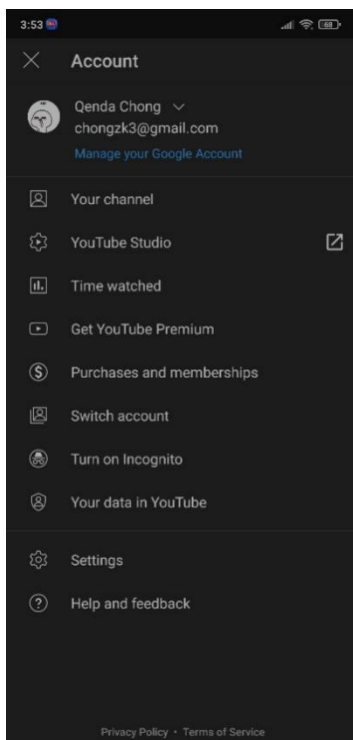 3:53
68
Account
Qenda Chong
chongzk3@gmail.com
Manage your Google Account
Your channel
YouTube Studio
Time watched
Get YouTube Premium
Purchases and memberships
Switch account
Turn on Incognito
Your data in YouTube
Settings
Help and feedback
Privacy Policy • Terms of Service